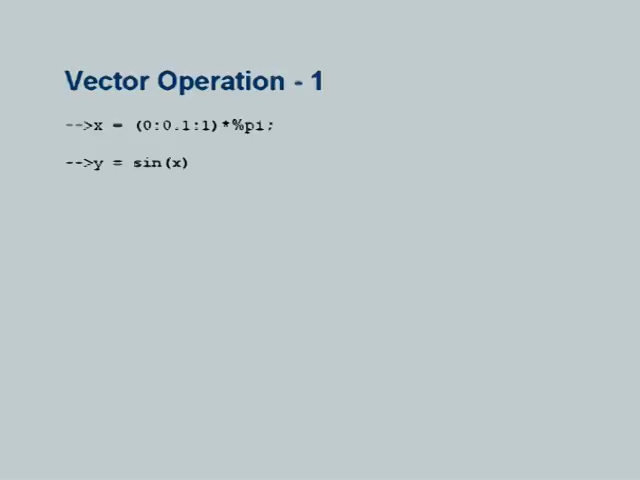 Vector Operation - 1
-->x = (0:0.1:1)*%pi;
-->y = sin(x)